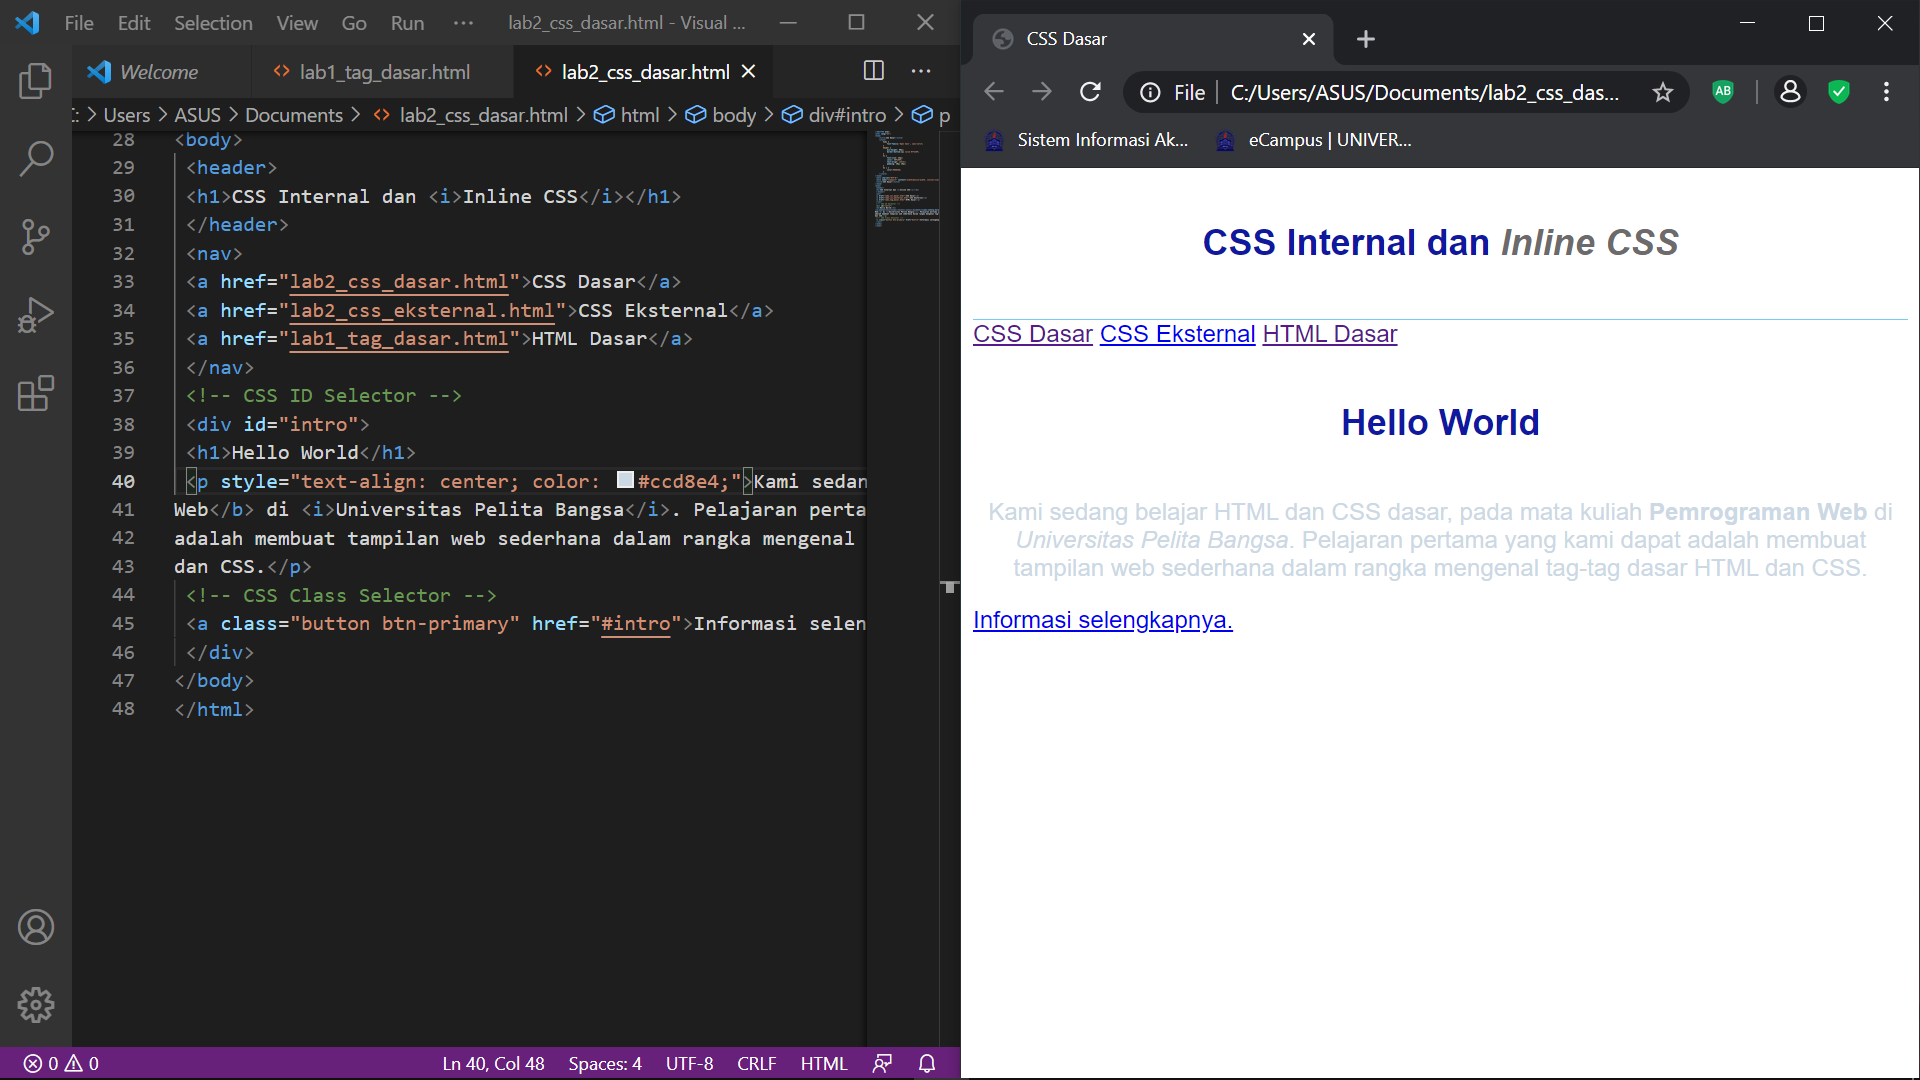 File Edit Selection View Go Run ··· lab2_css_dasar.html - Visual ...
Welcome lab1_tag_dasar.html lab2_css_dasar.html
: > Users > ASUS > Documents > lab2_css_dasar.html > html > body > div#intro > p
28 <body>
29 <header>
30 <h1>CSS Internal dan <i>Inline CSS</i></h1>
31 </header>
32 <nav>
33 <a href="lab2_css_dasar.html">CSS Dasar</a>
34 <a href="lab2_css_eksternal.html">CSS Eksternal</a>
35 <a href="lab1_tag_dasar.html">HTML Dasar</a>
36 </nav>
37 <!-- CSS ID Selector -->
38 <div id="intro">
39 <h1>Hello World</h1>
40 <p style="text-align: center; color: #ccd8e4;">Kami sedan
41 Web</b> di <i>Universitas Pelita Bangsa</i>. Pelajaran perta
42 adalah membuat tampilan web sederhana dalam rangka mengenal
43 dan CSS.</p>
44 <!-- CSS Class Selector -->
45 <a class="button btn-primary" href="#intro">Informasi selen
46 </div>
47 </body>
48 </html>
0 0 Ln 40, Col 48 Spaces: 4 UTF-8 CRLF HTML
CSS Dasar
File C:/Users/ASUS/Documents/lab2_css_das... AB
Sistem Informasi Ak... eCampus | UNIVER...
CSS Internal dan Inline CSS
CSS Dasar CSS Eksternal HTML Dasar
Hello World
Kami sedang belajar HTML dan CSS dasar, pada mata kuliah Pemrograman Web di
Universitas Pelita Bangsa. Pelajaran pertama yang kami dapat adalah membuat
tampilan web sederhana dalam rangka mengenal tag-tag dasar HTML dan CSS.
Informasi selengkapnya.